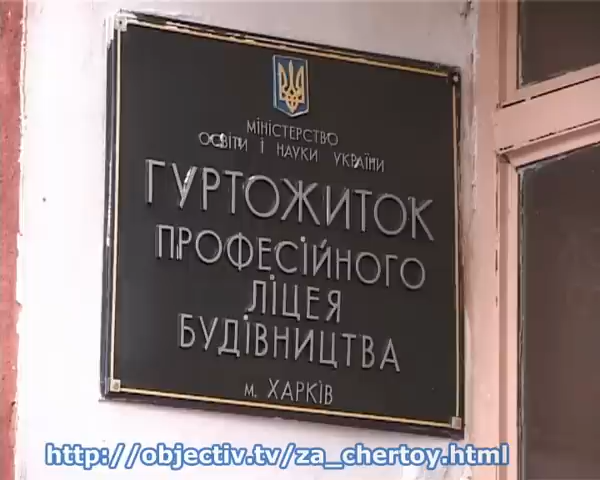 МІНІСТЕРСТВО
ОСВІТИ І НАУКИ УКРАЇНИ
ГУРТОЖИТОК
ПРОФЕСІЙНОГО
ЛІЦЕЯ
БУДІВНИЦТВА
м. ХАРКІВ
http://objectiv.tv/za_chertoy.html